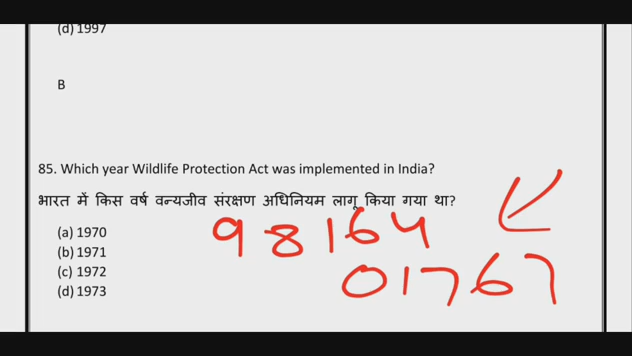 (d) 1997
B
85. Which year Wildlife Protection Act was implemented in India?
भारत में किस वर्ष वन्यजीव संरक्षण अधिनियम लागू किया गया था?
(a) 1970
(b) 1971
(c) 1972
(d) 1973
98164
01767